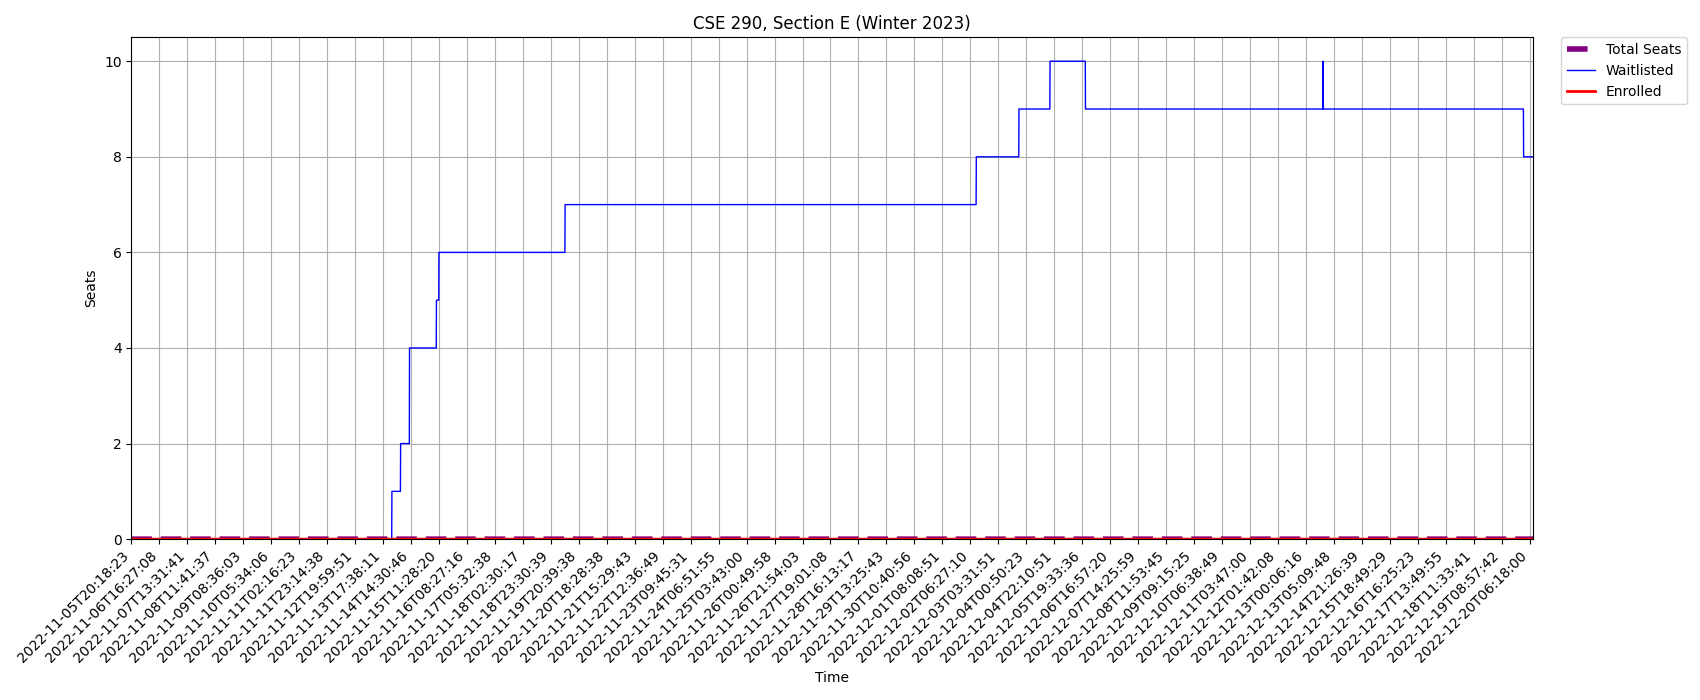 CSE 290, Section E (Winter 2023)
Total Seats
Waitlisted
Enrolled
Seats
10
8
6
4
2
0
2022-11-05T20:18:23
2022-11-06T16:27:08
2022-11-07T13:31:41
2022-11-08T11:41:37
2022-11-09T08:36:03
2022-11-10T05:34:06
2022-11-11T02:16:23
2022-11-11T23:14:38
2022-11-12T19:59:51
2022-11-13T17:38:11
2022-11-14T14:30:46
2022-11-15T11:28:20
2022-11-16T08:27:16
2022-11-17T05:32:38
2022-11-18T02:30:17
2022-11-18T23:30:39
2022-11-19T20:39:38
2022-11-20T18:28:38
2022-11-21T15:29:43
2022-11-22T12:36:49
2022-11-23T09:45:31
2022-11-24T06:51:55
2022-11-25T03:43:00
2022-11-26T00:49:58
2022-11-26T21:54:03
2022-11-27T19:01:08
2022-11-28T16:13:17
2022-11-29T13:25:43
2022-11-30T10:40:56
2022-12-01T08:08:51
2022-12-02T06:27:10
2022-12-03T03:31:51
2022-12-04T00:50:23
2022-12-04T22:10:51
2022-12-05T19:33:36
2022-12-06T16:57:20
2022-12-07T14:25:59
2022-12-08T11:53:45
2022-12-09T09:15:25
2022-12-10T06:38:49
2022-12-11T03:47:00
2022-12-12T01:42:08
2022-12-13T00:06:16
2022-12-13T05:09:48
2022-12-14T21:26:39
2022-12-15T18:49:29
2022-12-16T16:25:23
2022-12-17T13:49:55
2022-12-18T11:33:41
2022-12-19T08:57:42
2022-12-20T06:18:00
Time